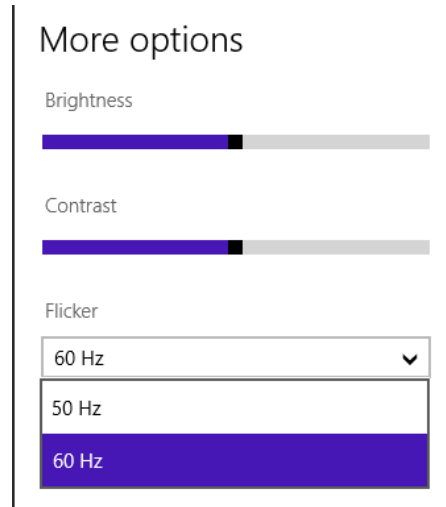 More options
Brightness
Contrast
Flicker
60 Hz
50 Hz
60 Hz